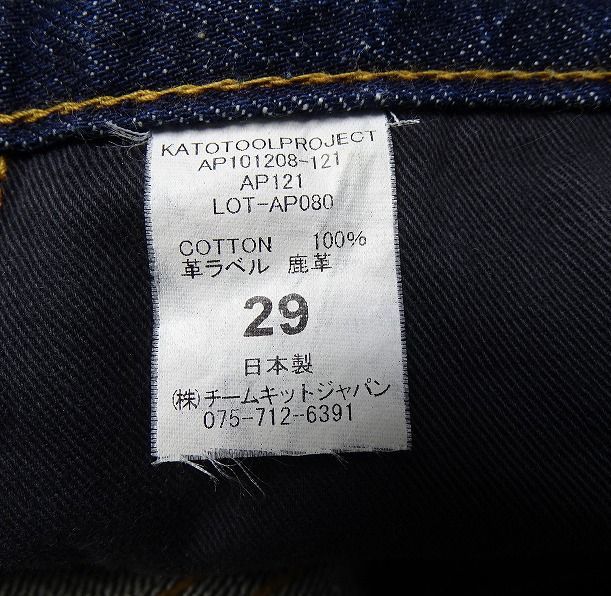 KATOTOOLPROJECT
AP101208-121
AP121
LOT-AP080
COTTON 100%
革ラベル 鹿革
29
日本製
(株)チームキットジャパン
075-712-6391